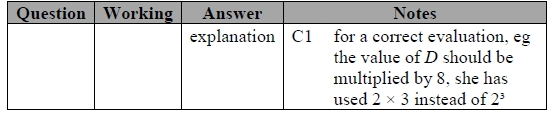 Question Working Answer Notes
explanation C1 for a correct evaluation, eg
the value of D should be
multiplied by 8, she has
used 2 × 3 instead of 2³